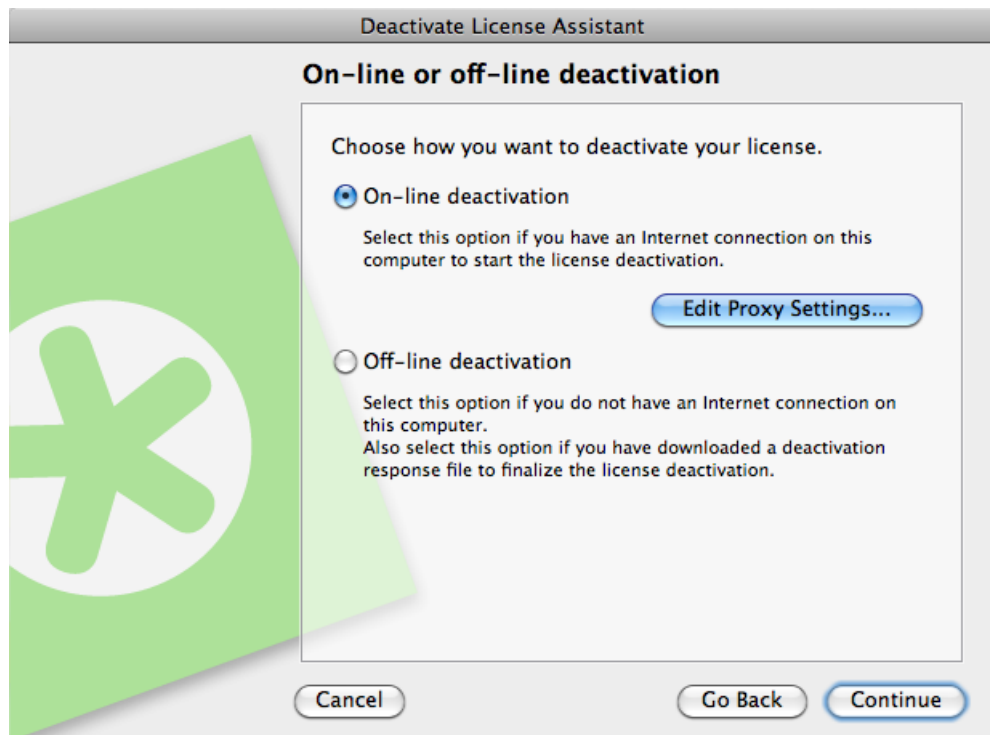 Deactivate License Assistant
On-line or off-line deactivation
Choose how you want to deactivate your license.
On-line deactivation
Select this option if you have an Internet connection on this
computer to start the license deactivation.
Edit Proxy Settings...
Off-line deactivation
Select this option if you do not have an Internet connection on
this computer.
Also select this option if you have downloaded a deactivation
response file to finalize the license deactivation.
Cancel
Go Back
Continue